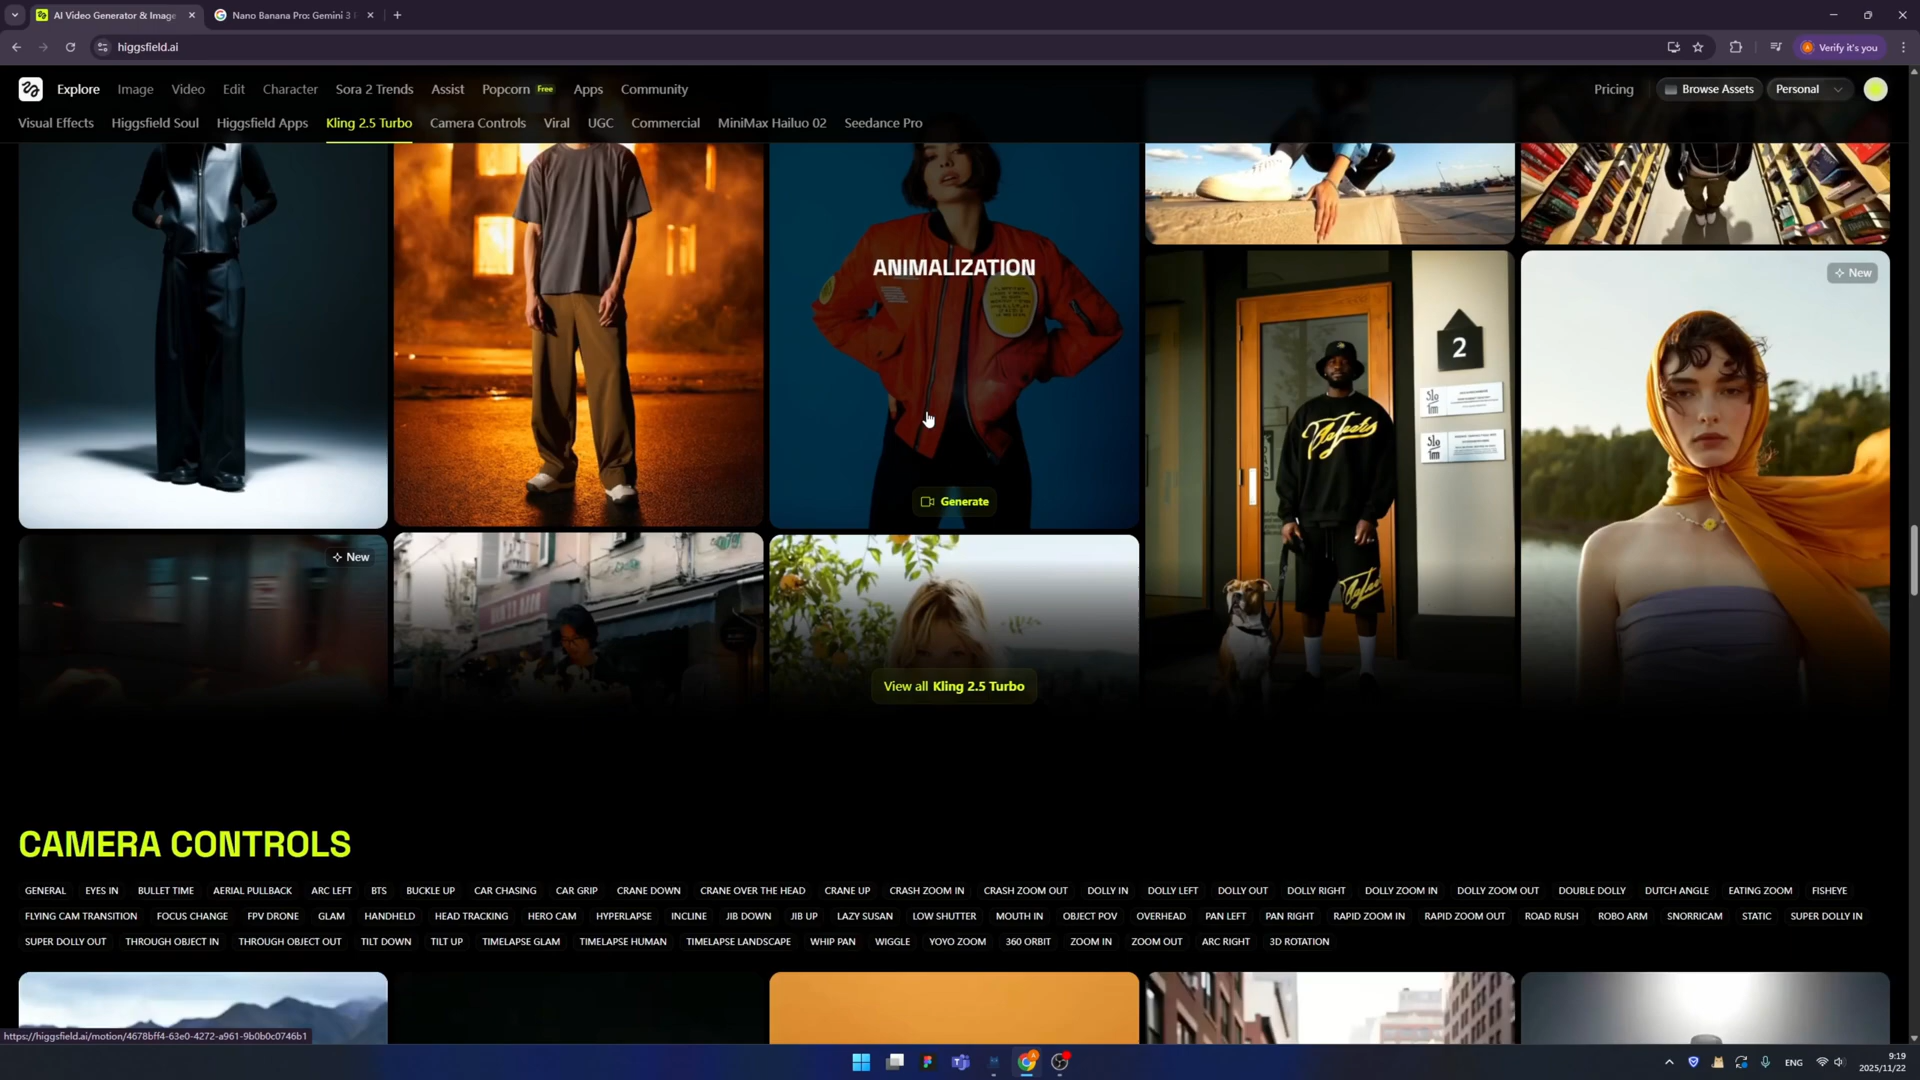 AI Video Generator & Image
Nano Banana Pro: Gemini 3
higgsfield.ai
Verify it's you
Explore
Image
Video
Edit
Character
Sora 2 Trends
Assist
Popcorn
Free
Apps
Community
Pricing
Browse Assets
Personal
Visual Effects
Higgsfield Soul
Higgsfield Apps
Kling 2.5 Turbo
Camera Controls
Viral
UGC
Commercial
MiniMax Hailuo 02
Seedance Pro
ANIMALIZATION
New
2
Generate
New
View all Kling 2.5 Turbo
CAMERA CONTROLS
GENERAL EYES IN BULLET TIME AERIAL PULLBACK ARC LEFT BTS BUCKLE UP CAR CHASING CAR GRIP CRANE DOWN CRANE OVER THE HEAD CRANE UP CRASH ZOOM IN CRASH ZOOM OUT DOLLY IN DOLLY LEFT DOLLY OUT DOLLY RIGHT DOLLY ZOOM IN DOLLY ZOOM OUT DOUBLE DOLLY DUTCH ANGLE EATING ZOOM FISHEYE
FLYING CAM TRANSITION FOCUS CHANGE FPV DRONE GLAM HANDHELD HEAD TRACKING HERO CAM HYPERLAPSE INCLINE JIB DOWN JIB UP LAZY SUSAN LOW SHUTTER MOUTH IN OBJECT POV OVERHEAD PAN LEFT PAN RIGHT RAPID ZOOM IN RAPID ZOOM OUT ROAD RUSH ROBO ARM SNORRICAM STATIC SUPER DOLLY IN
SUPER DOLLY OUT THROUGH OBJECT IN THROUGH OBJECT OUT TILT DOWN TILT UP TIMELAPSE GLAM TIMELAPSE HUMAN TIMELAPSE LANDSCAPE WHIP PAN WIGGLE YOYO ZOOM 360 ORBIT ZOOM IN ZOOM OUT ARC RIGHT 3D ROTATION
https://higgsfield.ai/motion/4678bff4-63e0-4272-a961-9b0b0c0746b1
ENG
9:19
2025/11/22